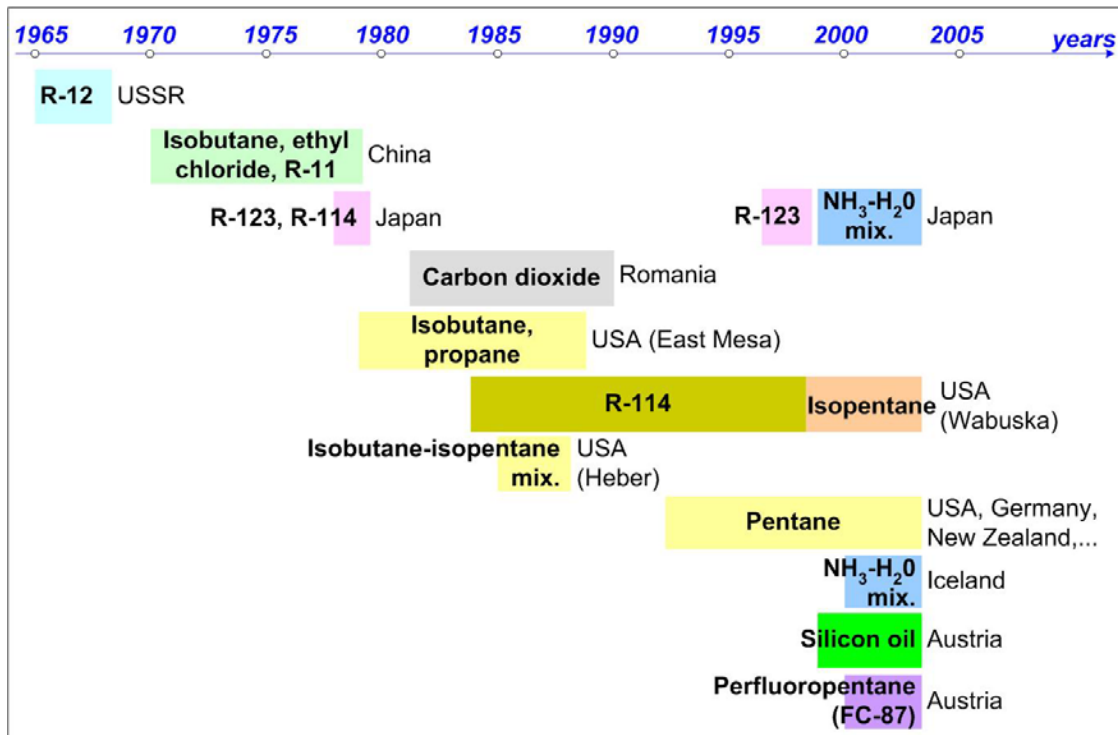 1965 1970 1975 1980 1985 1990 1995 2000 2005 years
R-12 USSR
Isobutane, ethyl
chloride, R-11
China
R-123, R-114 Japan
R-123
NH₃-H₂0
mix.
Japan
Carbon dioxide Romania
Isobutane,
propane
USA (East Mesa)
R-114
Isopentane
USA
(Wabuska)
Isobutane-isopentane
mix.
USA
(Heber)
Pentane
USA, Germany,
New Zealand,...
NH₃-H₂0
mix.
Iceland
Silicon oil Austria
Perfluoropentane
(FC-87)
Austria